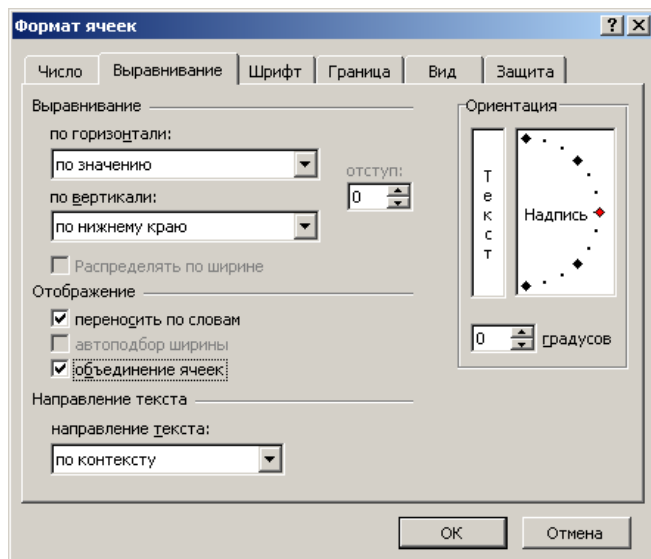 Формат ячеек
Число Выравнивание Шрифт Граница Вид Защита
Выравнивание
по горизонтали:
по значению
отступ:
0
по вертикали:
по нижнему краю
Распределять по ширине
Отображение
переносить по словам
автоподбор ширины
объединение ячеек
Направление текста
направление текста:
по контексту
Ориентация
Текст
Надпись
0 градусов
ОК Отмена